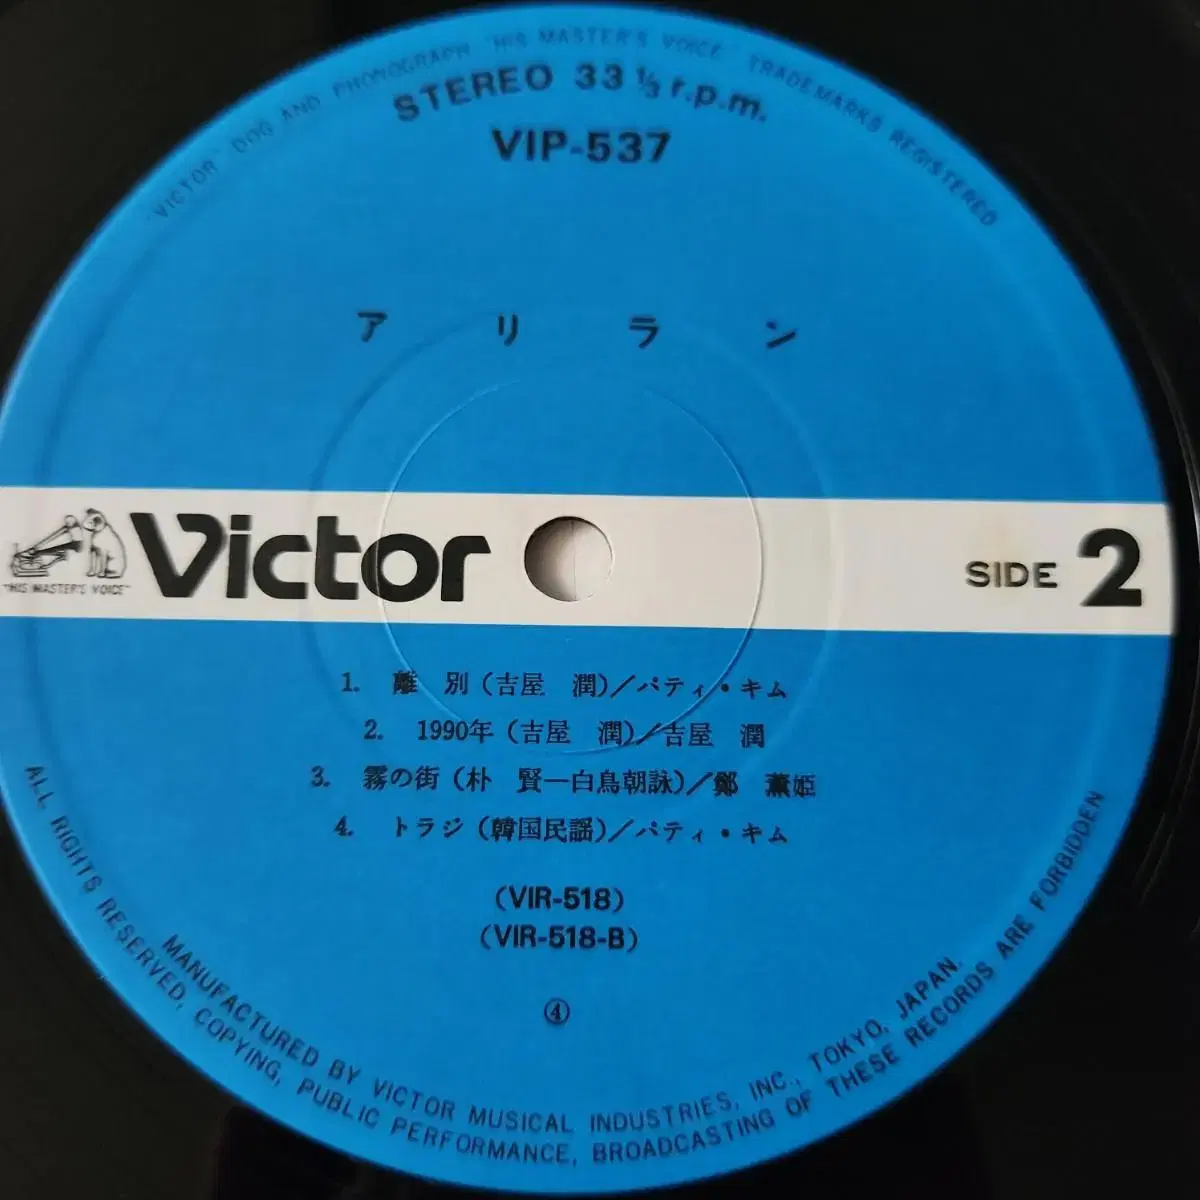 "VICTOR" DOG AND PHONOGRAPH "HIS MASTER'S VOICE" TRADEMARKS REGISTERED
STEREO 33 ⅓ r.p.m.
VIP-537
アリラン
"HIS MASTER'S VOICE"
Victor
SIDE 2
1. 離 別 (吉屋 潤)/パティ・キム
2. 1990年 (吉屋 潤)/吉屋 潤
3. 霧の街 (朴 賢—白鳥朝詠)/鄭 薫姫
4. トラジ (韓国民謡)/パティ・キム
(VIR-518)
(VIR-518-B)
④
MANUFACTURED BY VICTOR MUSICAL INDUSTRIES, INC., TOKYO, JAPAN.
ALL RIGHTS RESERVED, COPYING, PUBLIC PERFORMANCE, BROADCASTING OF THESE RECORDS ARE FORBIDDEN